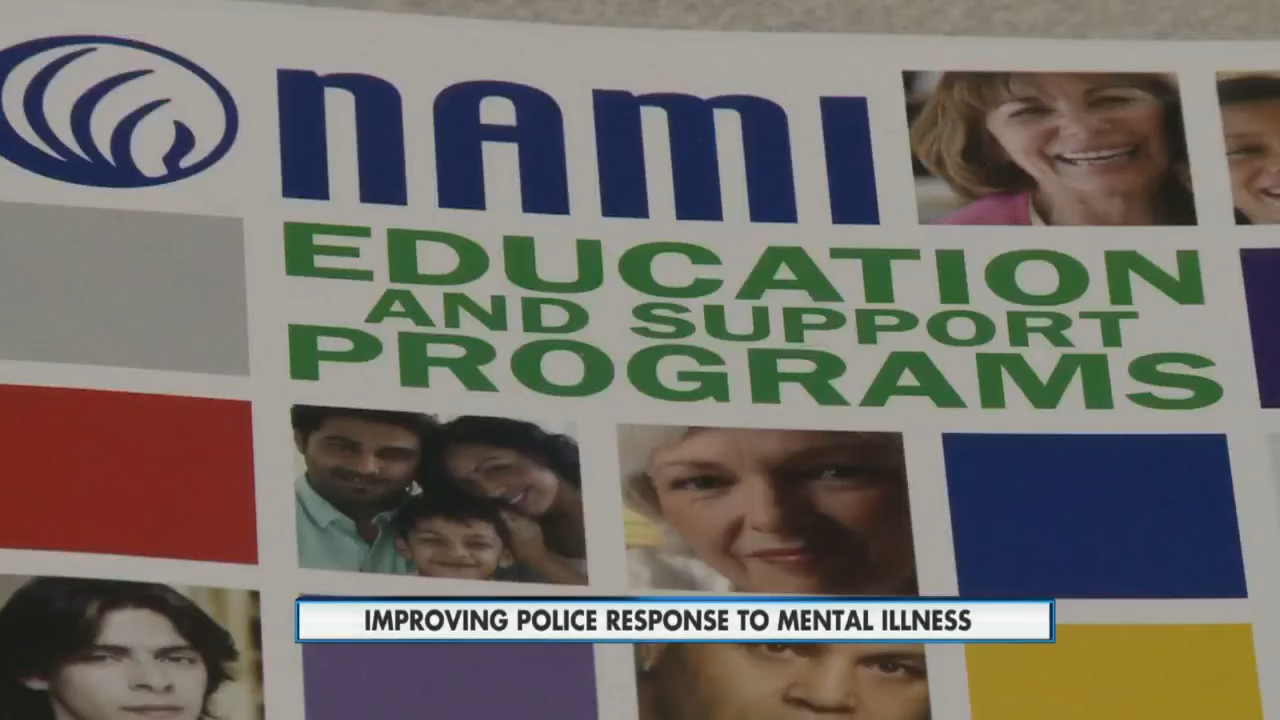 NAMI
EDUCATION
AND SUPPORT
PROGRAMS
IMPROVING POLICE RESPONSE TO MENTAL ILLNESS